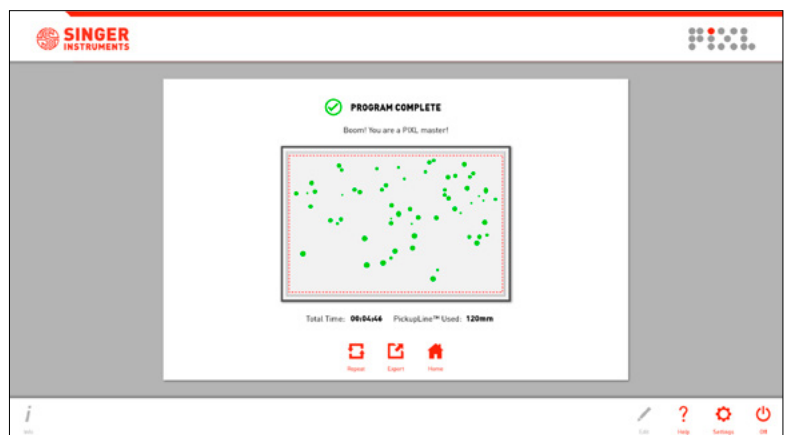 SINGER
INSTRUMENTS
PIXL
PROGRAM COMPLETE
Boom! You are a PIXL master!
Total Time: 00:04:46 PickupLine™ Used: 120mm
Repeat Export Home
i
Info
Edit ? Help Settings Off